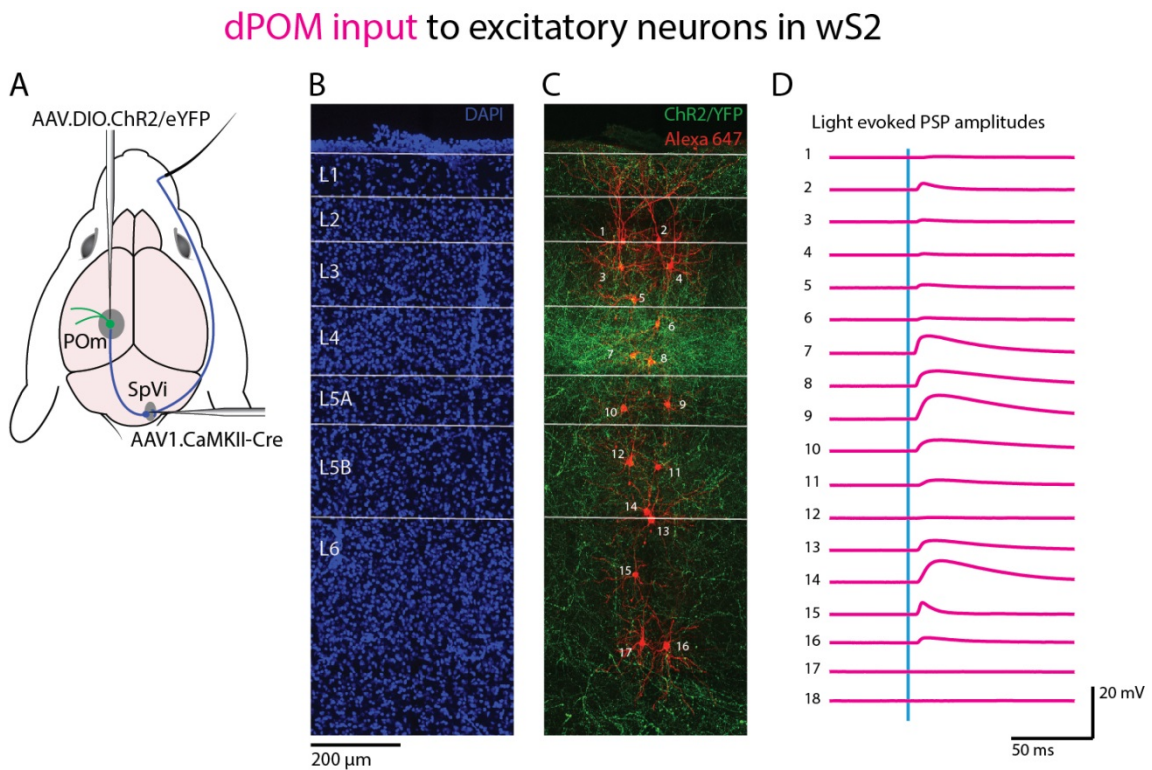 dPOM input to excitatory neurons in wS2
A
AAV.DIO.ChR2/eYFP
POm
SpVi
AAV1.CaMKII-Cre
B
DAPI
L1
L2
L3
L4
L5A
L5B
L6
200 µm
C
ChR2/YFP
Alexa 647
1
2
3
4
5
6
7
8
9
10
11
12
13
14
15
16
17
D
Light evoked PSP amplitudes
1
2
3
4
5
6
7
8
9
10
11
12
13
14
15
16
17
18
20 mV
50 ms